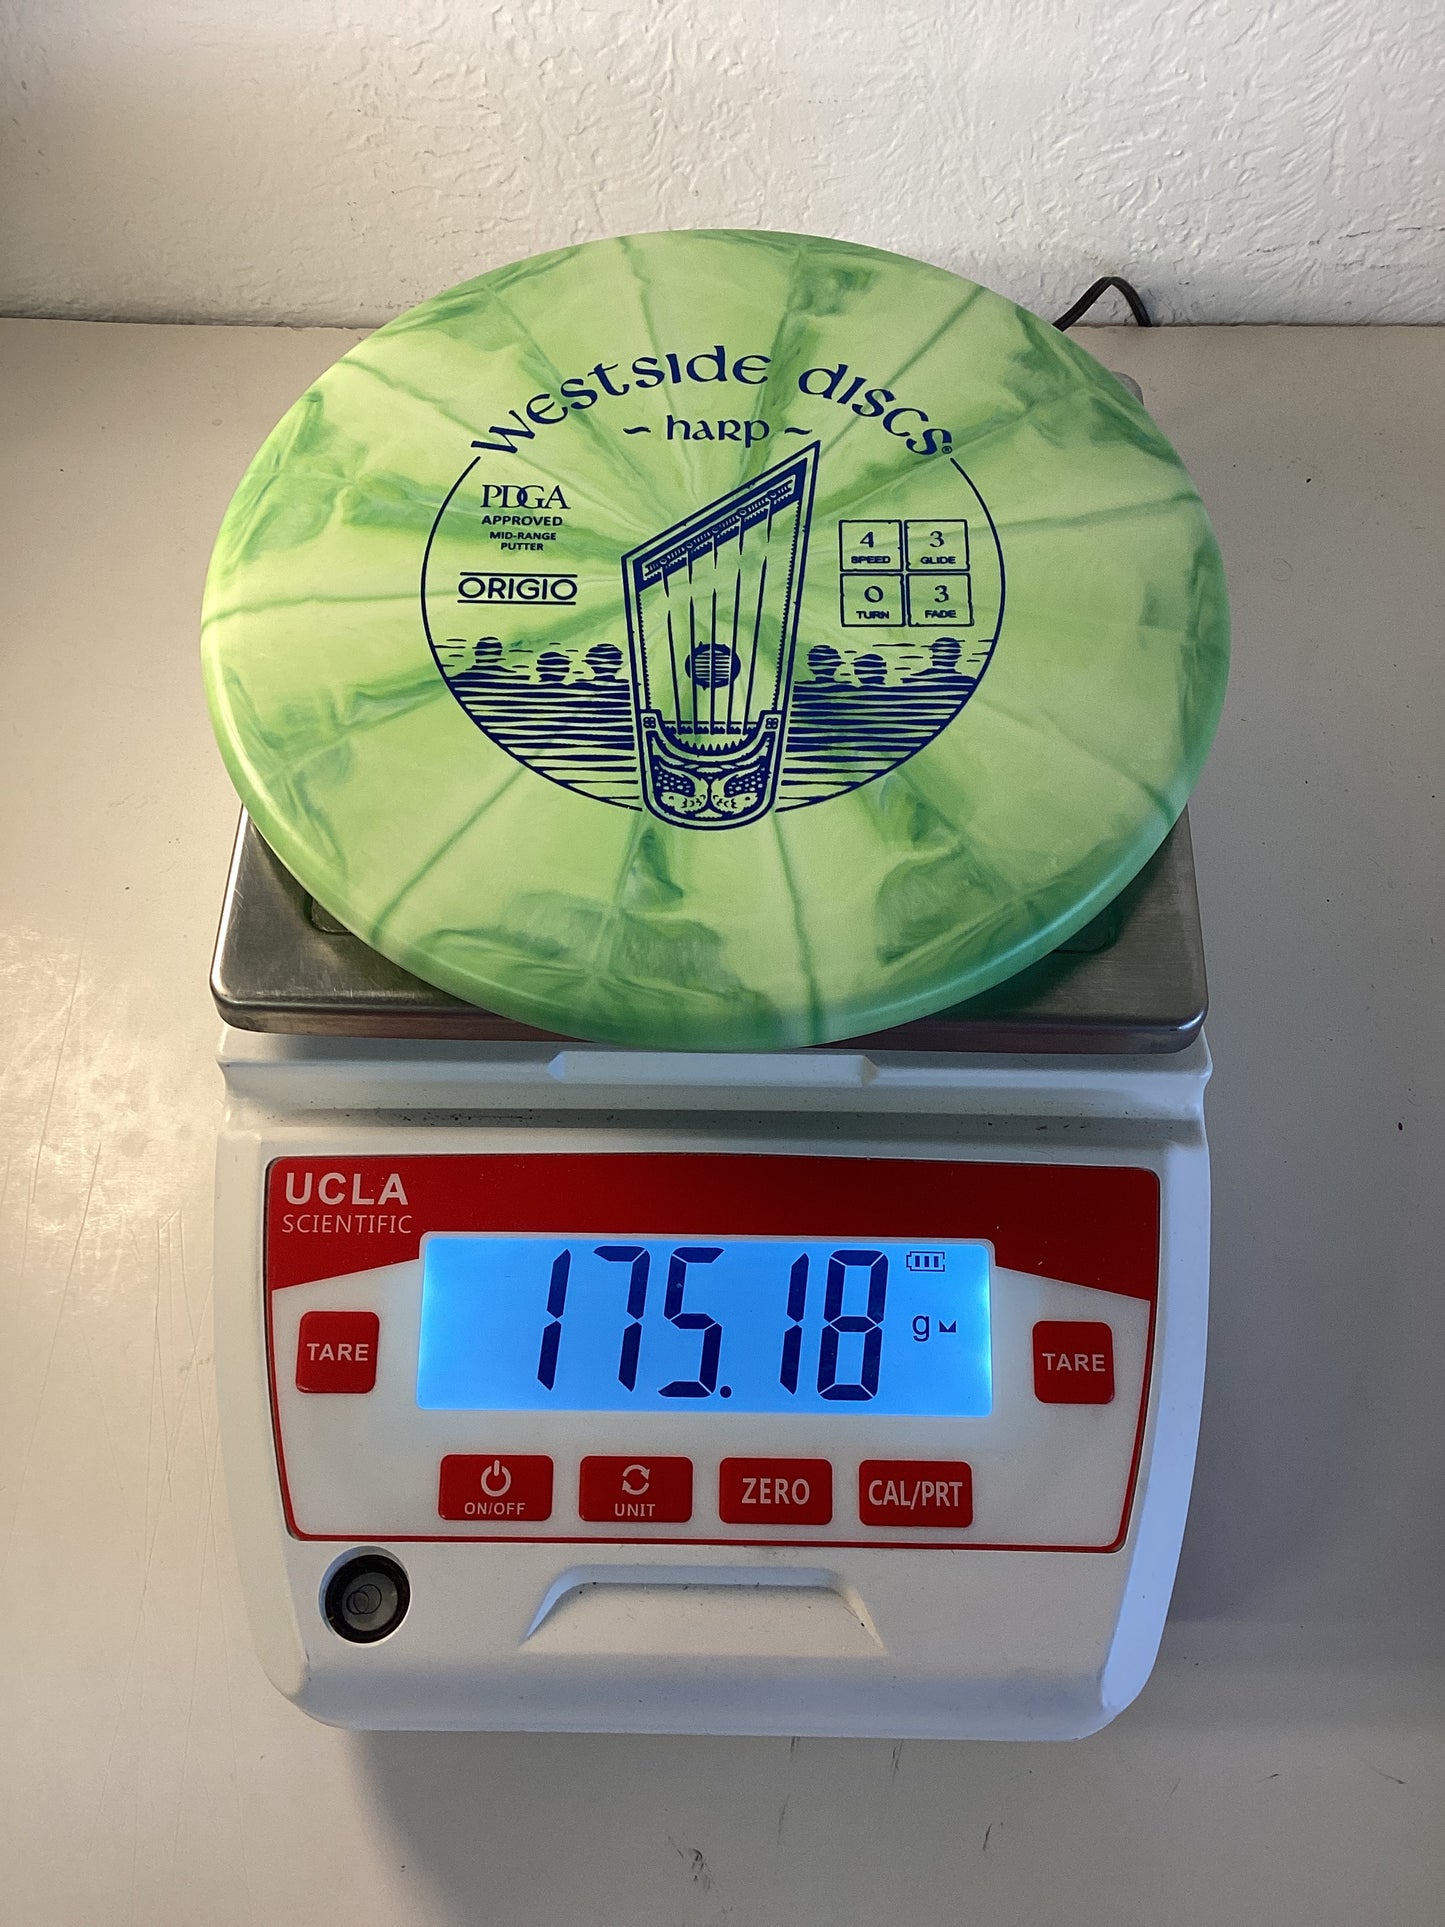 westside discs®
~ harp ~
PDGA
APPROVED
MID-RANGE
PUTTER
ORIGIO
4 SPEED
3 GLIDE
0 TURN
3 FADE
UCLA
SCIENTIFIC
175.18 g
TARE
TARE
ON/OFF
UNIT
ZERO
CAL/PRT